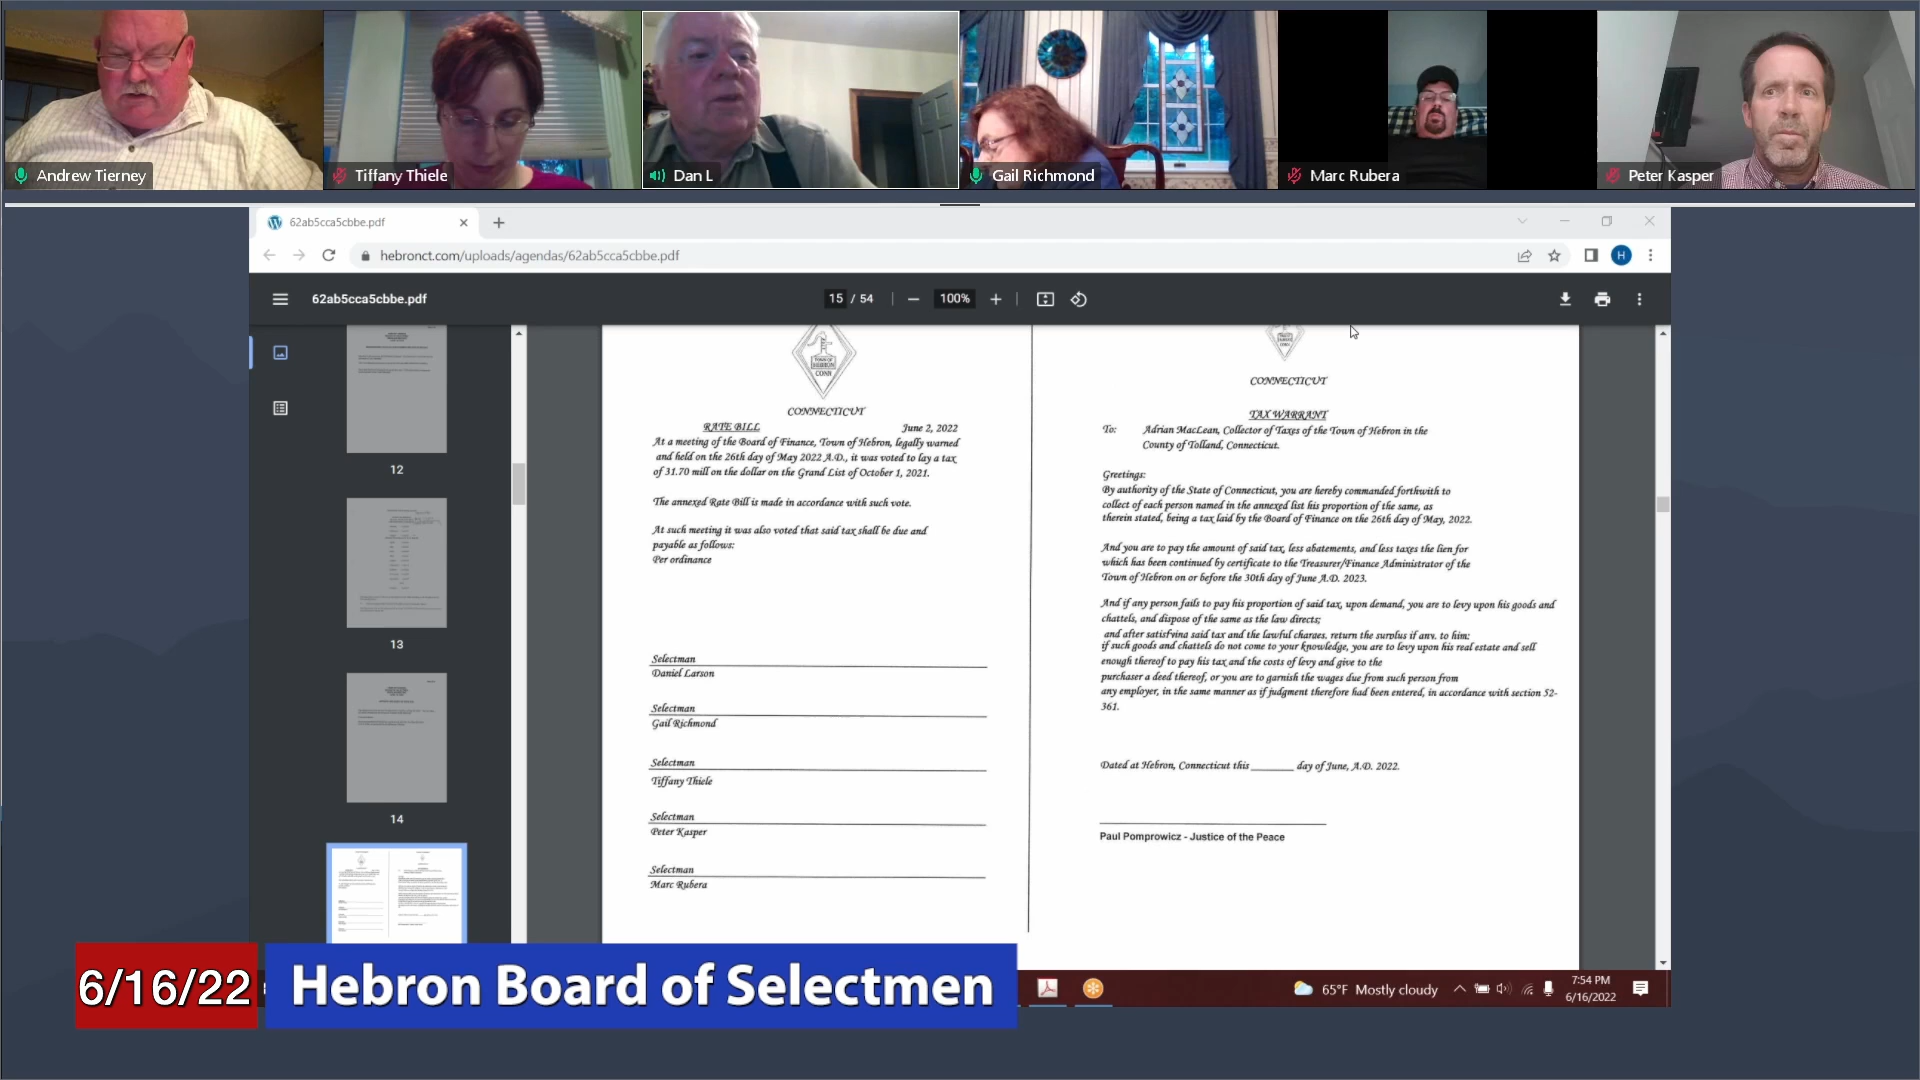 Andrew Tierney
Tiffany Thiele
Dan L
Gail Richmond
Marc Rubera
Peter Kasper
62ab5cca5cbbe.pdf
hebronct.com/uploads/agendas/62ab5cca5cbbe.pdf
H
62ab5cca5cbbe.pdf
15 / 54
100%
12
13
14
TOWN OF
HEBRON
CONN
CONNECTICUT
RATE BILL June 2, 2022
At a meeting of the Board of Finance, Town of Hebron, legally warned
and held on the 26th day of May 2022 A.D., it was voted to lay a tax
of 31.70 mill on the dollar on the Grand List of October 1, 2021.
The annexed Rate Bill is made in accordance with such vote.
At such meeting it was also voted that said tax shall be due and
payable as follows:
Per ordinance
Selectman
Daniel Larson
Selectman
Gail Richmond
Selectman
Tiffany Thiele
Selectman
Peter Kasper
Selectman
Marc Rubera
CONNECTICUT
TAX WARRANT
To: Adrian MacLean, Collector of Taxes of the Town of Hebron in the
County of Tolland, Connecticut.
Greetings:
By authority of the State of Connecticut, you are hereby commanded forthwith to
collect of each person named in the annexed list his proportion of the same, as
therein stated, being a tax laid by the Board of Finance on the 26th day of May, 2022.
And you are to pay the amount of said tax, less abatements, and less taxes the lien for
which has been continued by certificate to the Treasurer/Finance Administrator of the
Town of Hebron on or before the 30th day of June A.D. 2023.
And if any person fails to pay his proportion of said tax, upon demand, you are to levy upon his goods and
chattels, and dispose of the same as the law directs;
and after satisfying said tax and the lawful charges, return the surplus if any, to him;
if such goods and chattels do not come to your knowledge, you are to levy upon his real estate and sell
enough thereof to pay his tax and the costs of levy and give to the
purchaser a deed thereof, or you are to garnish the wages due from such person from
any employer, in the same manner as if judgment therefore had been entered, in accordance with section 52-
361.
Dated at Hebron, Connecticut this ______ day of June, A.D. 2022.
Paul Pomprowicz - Justice of the Peace
6/16/22
Hebron Board of Selectmen
65°F Mostly cloudy
7:54 PM
6/16/2022